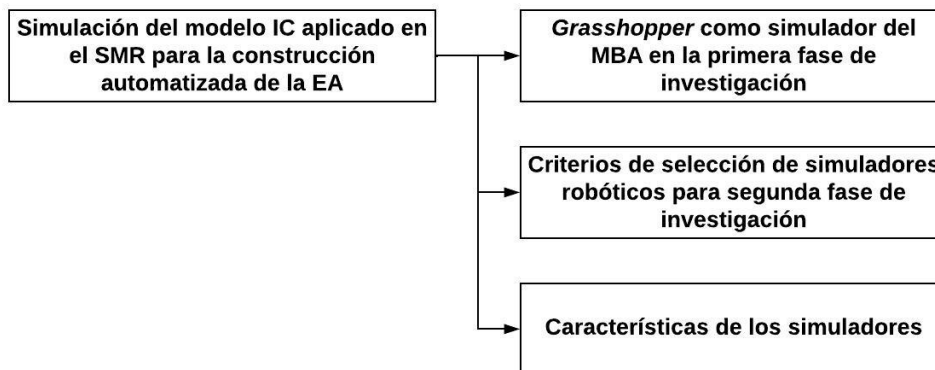 Simulación del modelo IC aplicado en
el SMR para la construcción
automatizada de la EA
Grasshopper como simulador del
MBA en la primera fase de
investigación
Criterios de selección de simuladores
robóticos para segunda fase de
investigación
Características de los simuladores